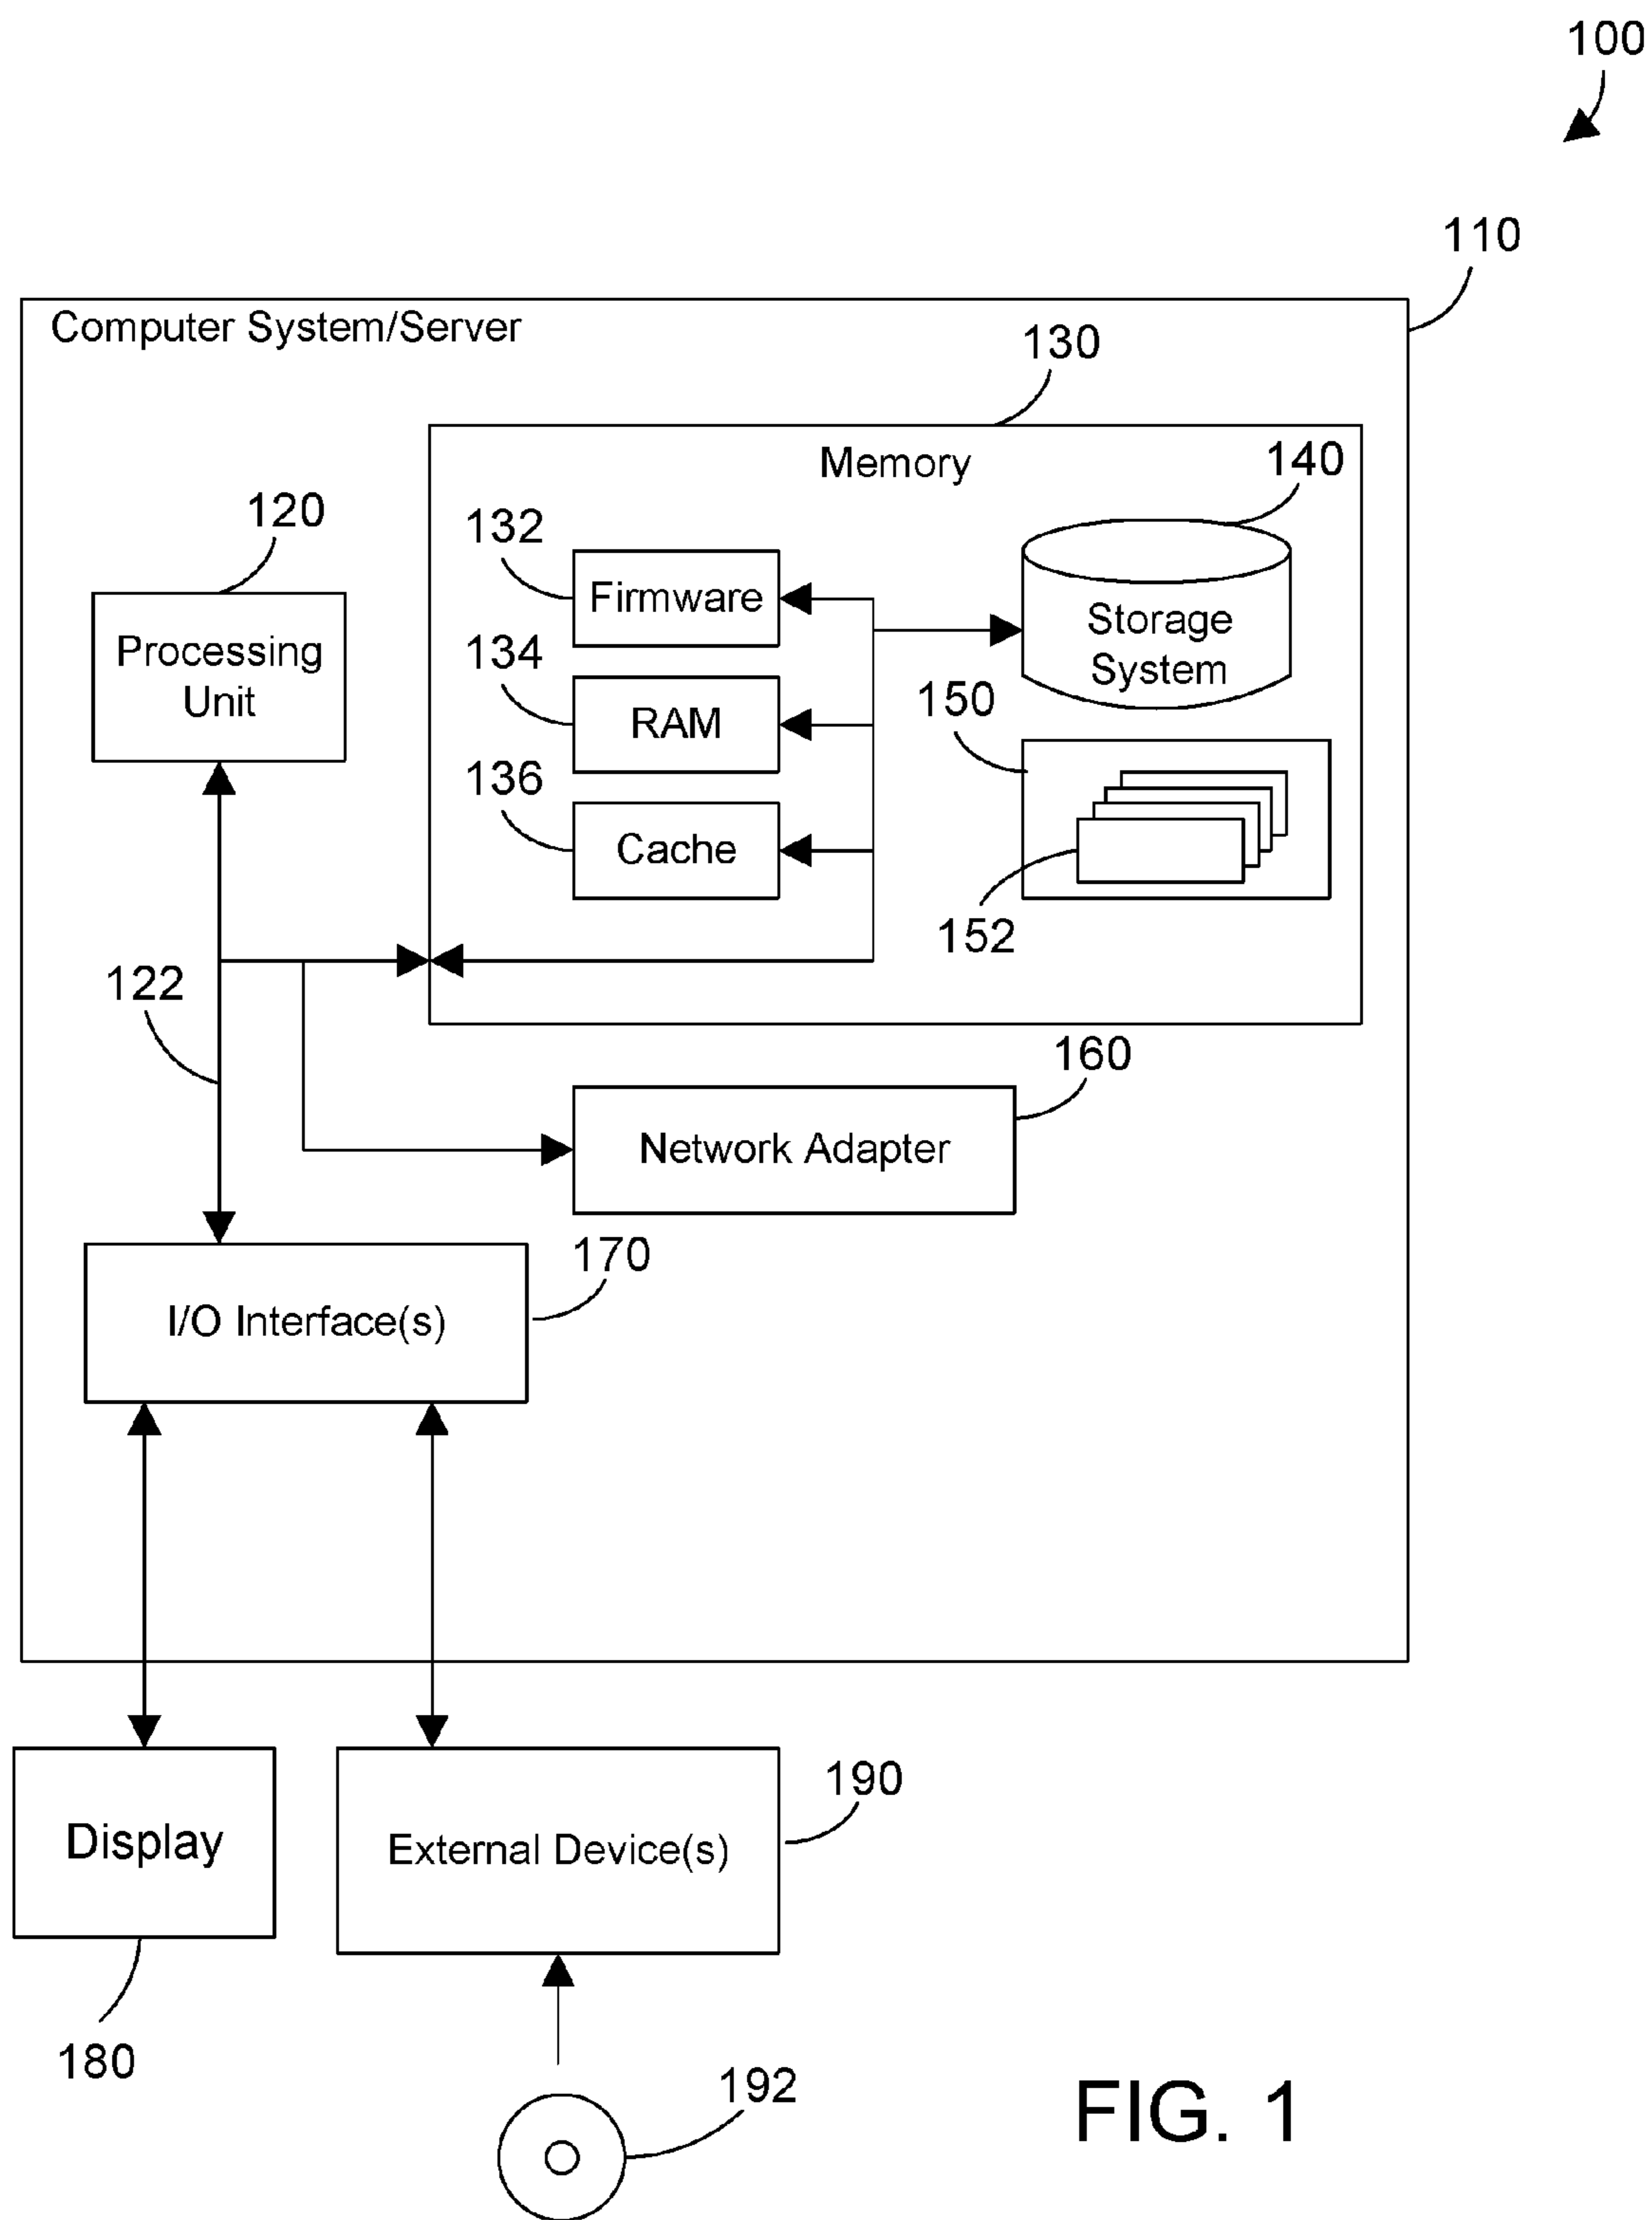 100
110
Computer System/Server
130
Memory
140
120
132
Firmware
Storage
System
Processing
Unit
134
RAM
150
136
Cache
152
122
160
Network Adapter
170
I/O Interface(s)
190
Display
External Device(s)
180
192
FIG. 1